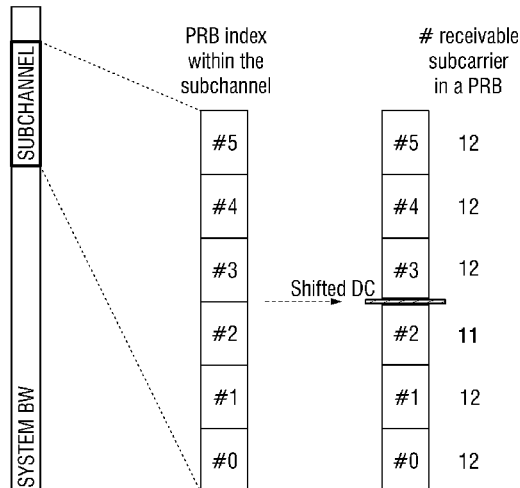 SUBCHANNEL
SYSTEM BW
PRB index
within the
subchannel
#5
#4
#3
#2
#1
#0
Shifted DC
# receivable
subcarrier
in a PRB
#5 12
#4 12
#3 12
#2 11
#1 12
#0 12